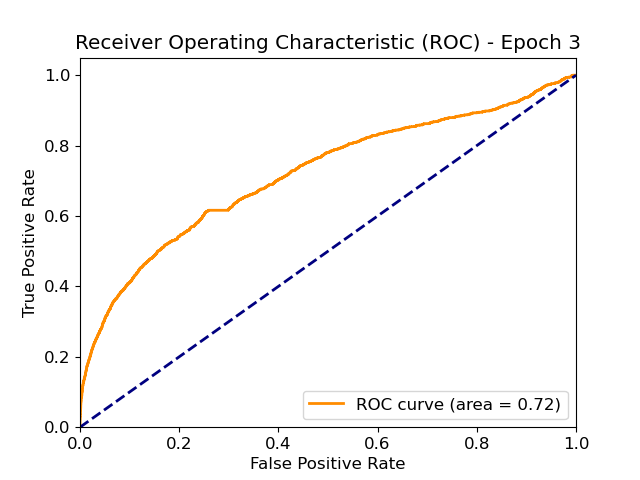 Receiver Operating Characteristic (ROC) - Epoch 3
True Positive Rate
1.0
0.8
0.6
0.4
0.2
0.0
ROC curve (area = 0.72)
0.0 0.2 0.4 0.6 0.8 1.0
False Positive Rate